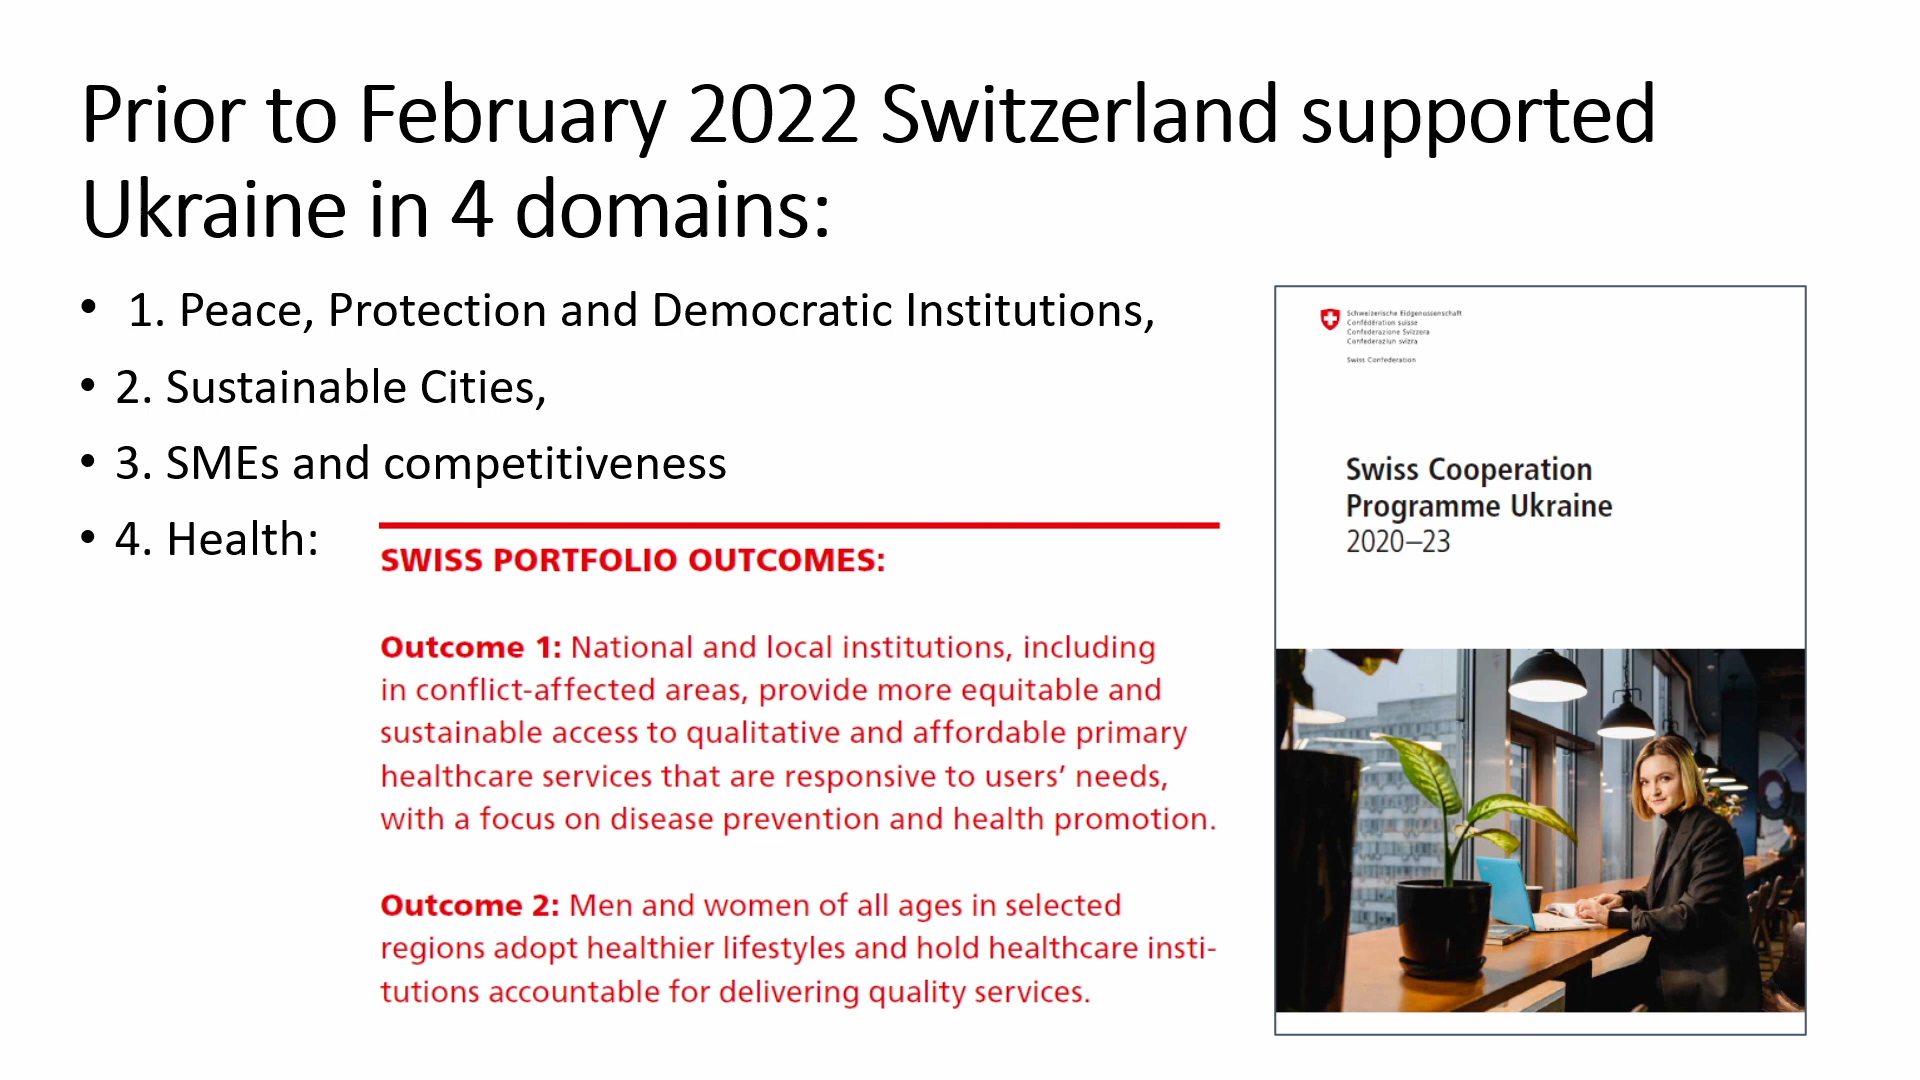 Prior to February 2022 Switzerland supported
Ukraine in 4 domains:
• 1. Peace, Protection and Democratic Institutions,
• 2. Sustainable Cities,
• 3. SMEs and competitiveness
• 4. Health:
SWISS PORTFOLIO OUTCOMES:
Outcome 1: National and local institutions, including
in conflict-affected areas, provide more equitable and
sustainable access to qualitative and affordable primary
healthcare services that are responsive to users’ needs,
with a focus on disease prevention and health promotion.
Outcome 2: Men and women of all ages in selected
regions adopt healthier lifestyles and hold healthcare insti-
tutions accountable for delivering quality services.
Schweizerische Eidgenossenschaft
Confédération suisse
Confederazione Svizzera
Confederaziun svizra
Swiss Confederation
Swiss Cooperation
Programme Ukraine
2020–23